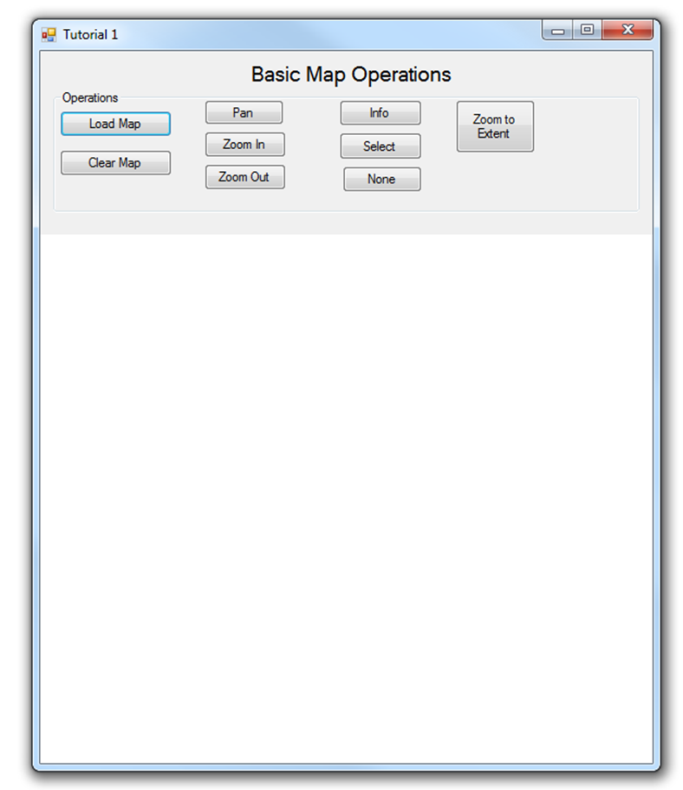 Tutorial 1
Basic Map Operations
Operations
Load Map
Clear Map
Pan
Zoom In
Zoom Out
Info
Select
None
Zoom to
Extent